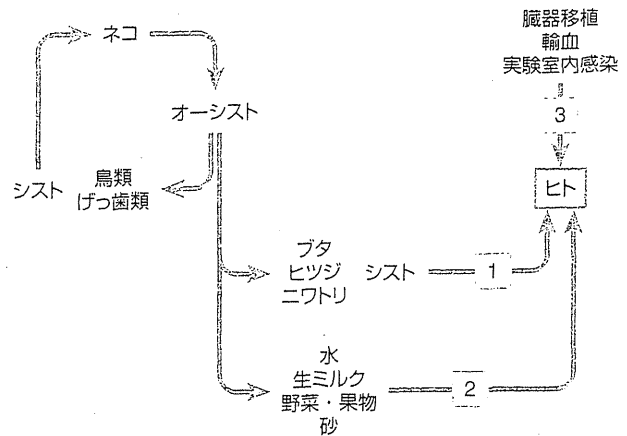 ネコ
臓器移植
輸血
実験室内感染
3
オーシスト
ヒト
シスト
鳥類
げっ歯類
ブタ
ヒツジ
ニワトリ
シスト
1
水
生ミルク
野菜・果物
砂
2